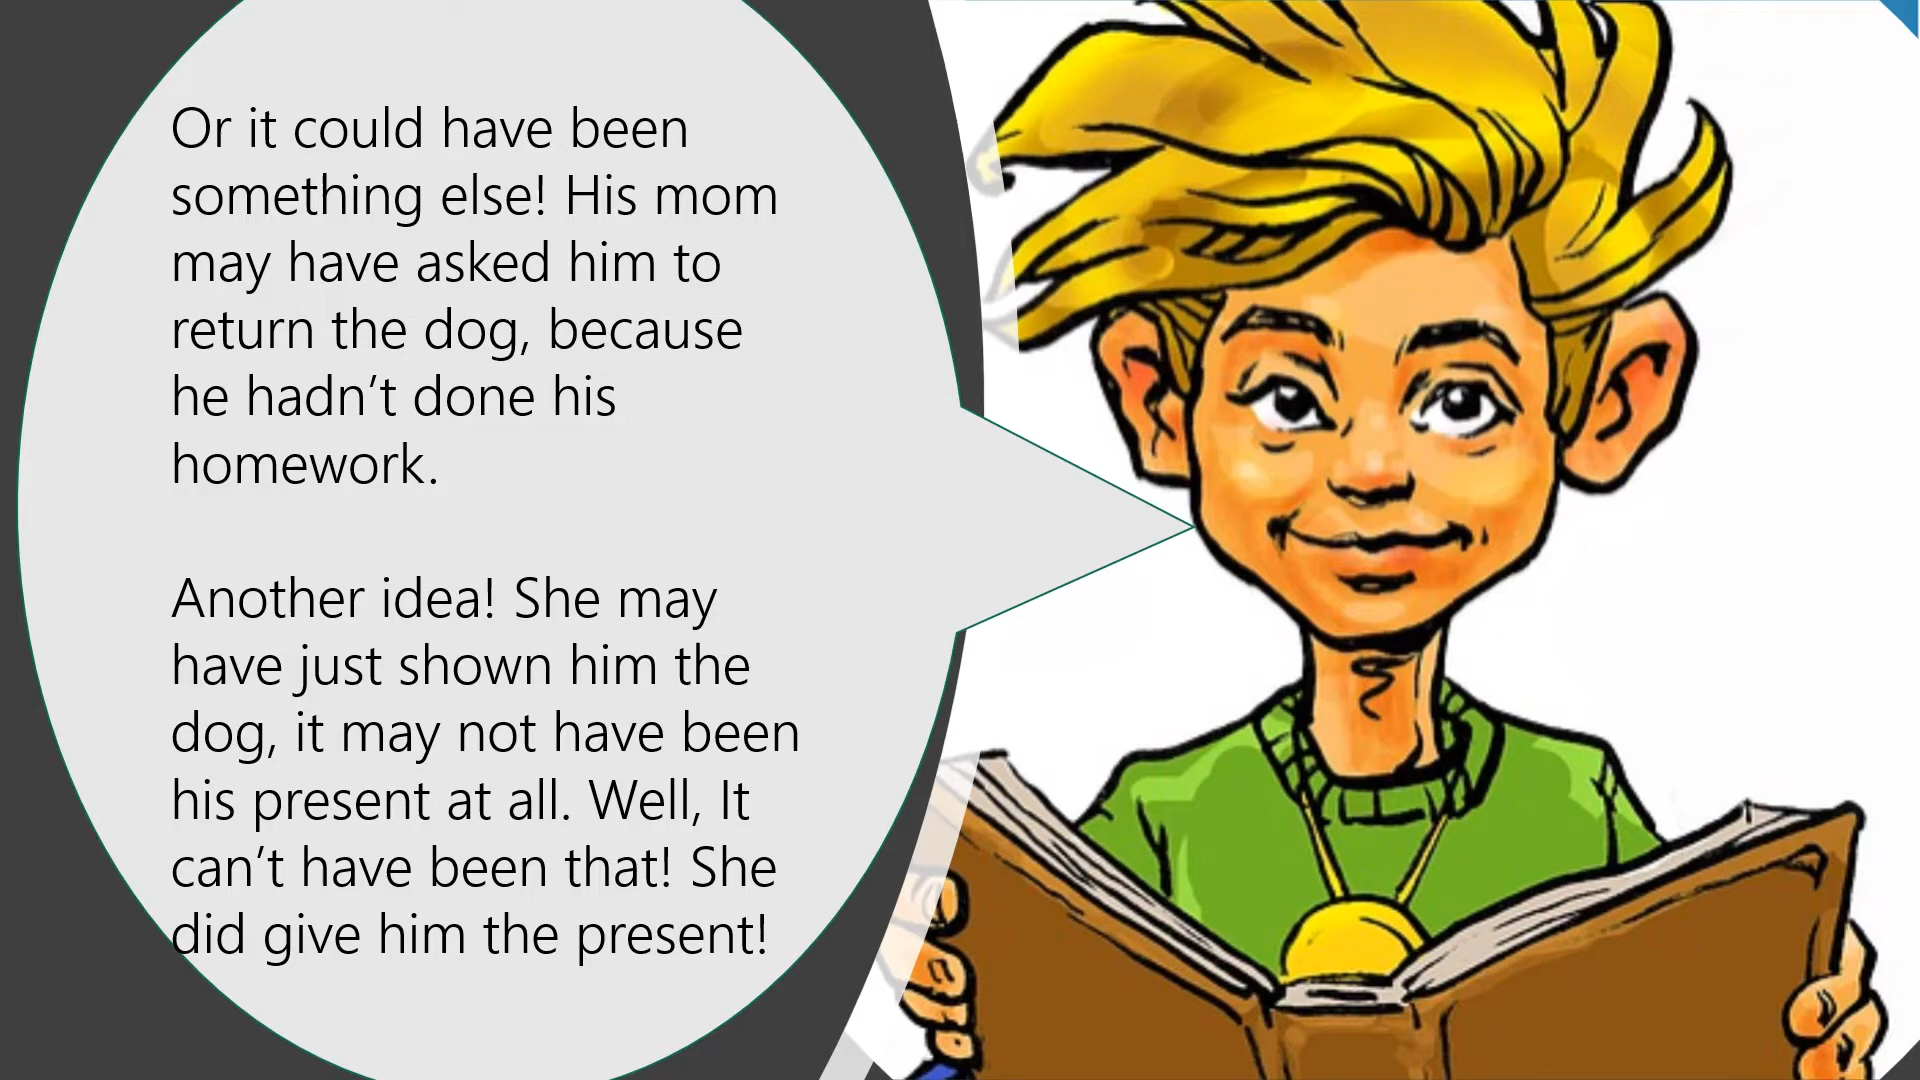 Or it could have been
something else! His mom
may have asked him to
return the dog, because
he hadn’t done his
homework.
Another idea! She may
have just shown him the
dog, it may not have been
his present at all. Well, It
can’t have been that! She
did give him the present!